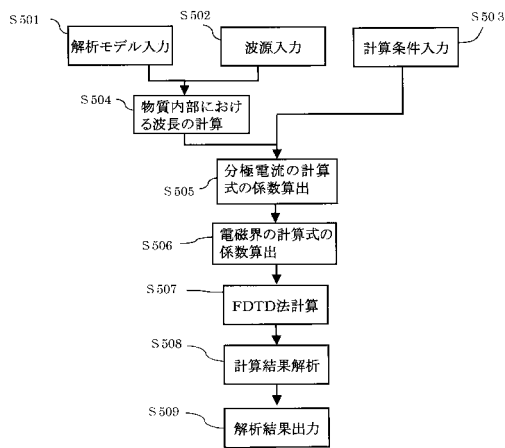 S501
解析モデル入力
S502
波源入力
S503
計算条件入力
S504
物質内部におけ
る波長の計算
S505
分極電流の計算
式の係数算出
S506
電磁界の計算式の
係数算出
S507
FDTD法計算
S508
計算結果解析
S509
解析結果出力